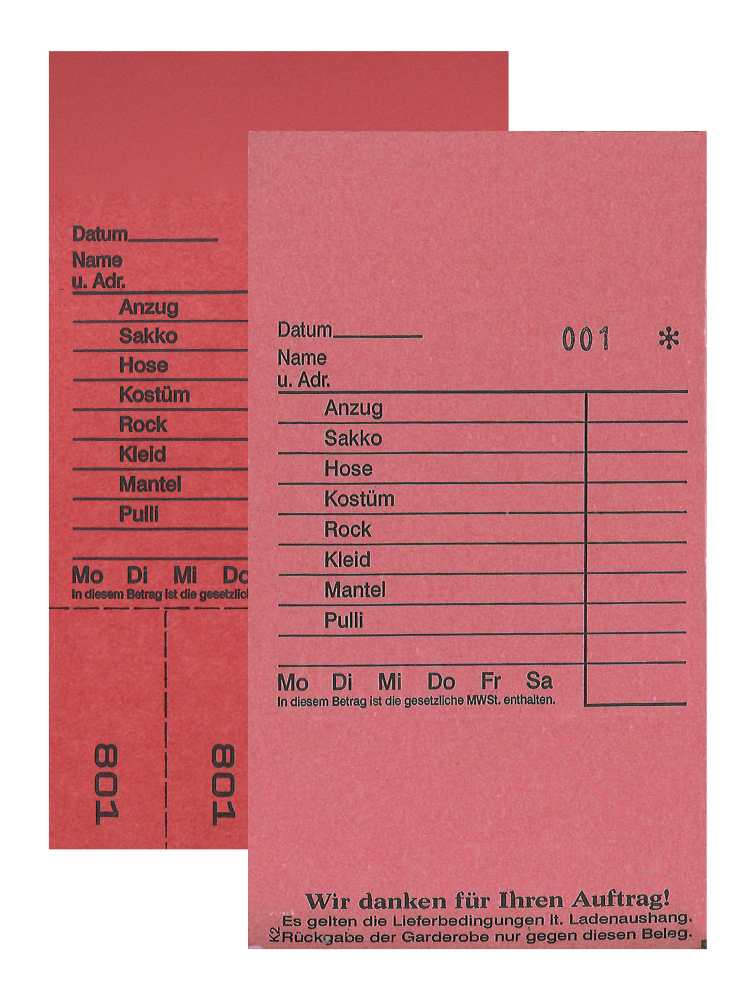 Datum
Name
u. Adr.
Anzug
Sakko
Hose
Kostüm
Rock
Kleid
Mantel
Pulli
Mo Di Mi
In diesem Betrag ist die
801 801
Datum 001 *
Name
u. Adr.
Anzug
Sakko
Hose
Kostüm
Rock
Kleid
Mantel
Pulli
Mo Di Mi Do Fr Sa
In diesem Betrag ist die gesetzliche MWSt. enthalten.
Wir danken für Ihren Auftrag!
Es gelten die Lieferbedingungen lt. Ladenaushang.
Rückgabe der Garderobe nur gegen diesen Beleg.
K2